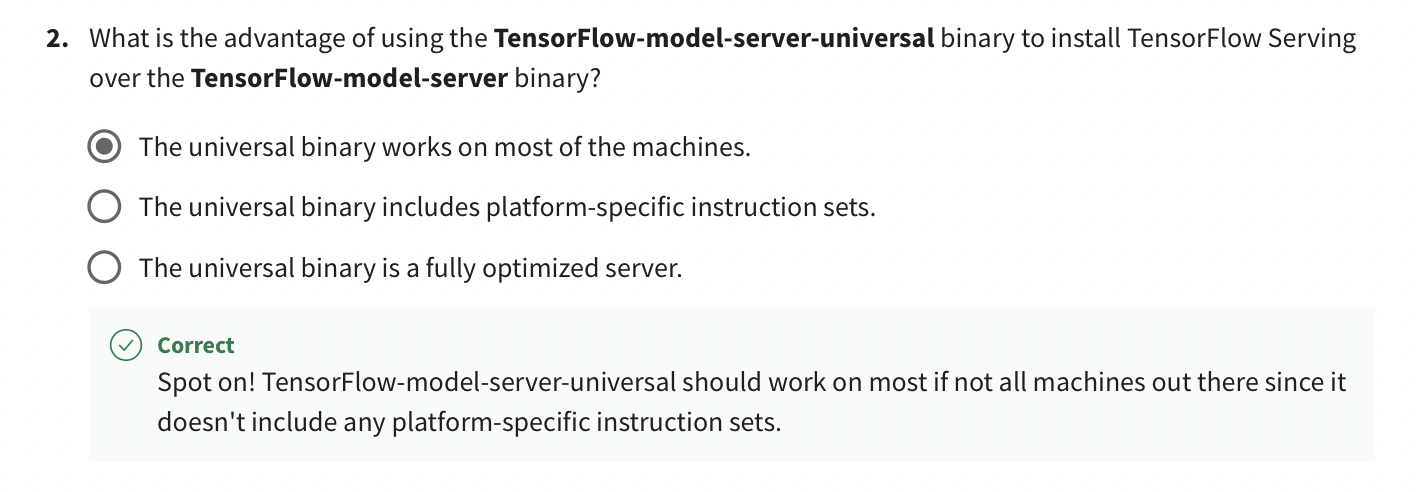 2. What is the advantage of using the TensorFlow-model-server-universal binary to install TensorFlow Serving
over the TensorFlow-model-server binary?
The universal binary works on most of the machines.
The universal binary includes platform-specific instruction sets.
The universal binary is a fully optimized server.
Correct
Spot on! TensorFlow-model-server-universal should work on most if not all machines out there since it
doesn't include any platform-specific instruction sets.